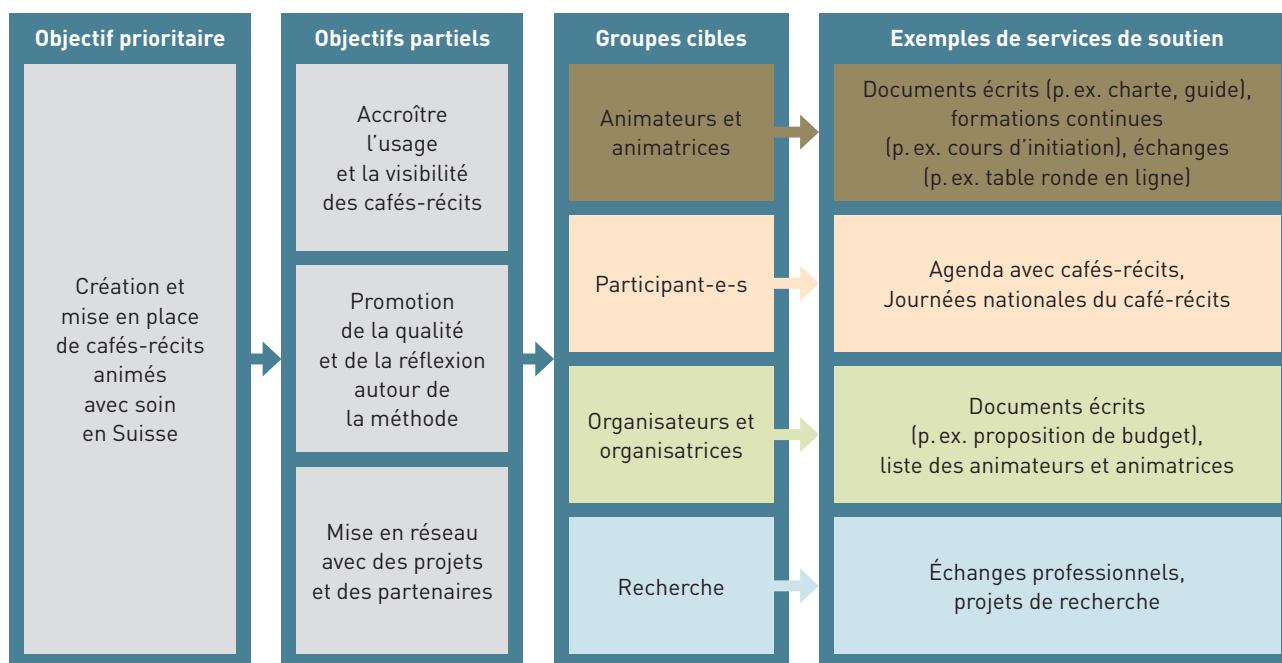 Objectif prioritaire
Création et
mise en place
de cafés-récits
animés
avec soin
en Suisse
Objectifs partiels
Accroître
l'usage
et la visibilité
des cafés-récits
Promotion
de la qualité
et de la réflexion
autour de
la méthode
Mise en réseau
avec des projets
et des partenaires
Groupes cibles
Animateurs et
animatrices
Participant-e-s
Organisateurs et
organisatrices
Recherche
Exemples de services de soutien
Documents écrits (p. ex. charte, guide),
formations continues
(p. ex. cours d'initiation), échanges
(p. ex. table ronde en ligne)
Agenda avec cafés-récits,
Journées nationales du café-récits
Documents écrits
(p. ex. proposition de budget),
liste des animateurs et animatrices
Échanges professionnels,
projets de recherche